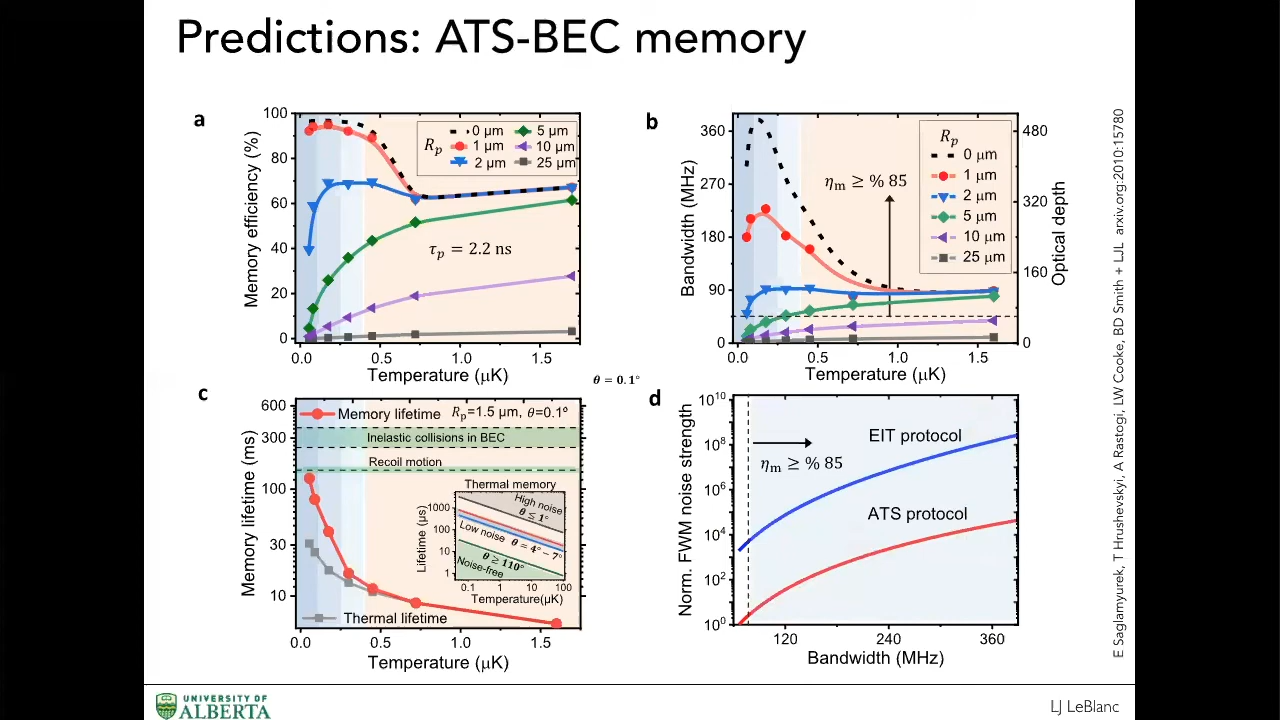 Predictions: ATS-BEC memory
a
Memory efficiency (%)
100
80
60
40
20
0
R_p
0 µm
1 µm
2 µm
5 µm
10 µm
25 µm
τ_p = 2.2 ns
0.0
0.5
1.0
1.5
Temperature (µK)
b
Bandwidth (MHz)
360
270
180
90
0
R_p
0 µm
1 µm
2 µm
5 µm
10 µm
25 µm
η_m ≥ % 85
480
320
160
0
Optical depth
0.0
0.5
1.0
1.5
Temperature (µK)
θ = 0.1°
c
Memory lifetime (ms)
600
300
100
30
10
Memory lifetime R_p=1.5 µm, θ=0.1º
Inelastic collisions in BEC
Recoil motion
Thermal memory
Lifetime (µs)
1000
100
10
1
High noise
θ ≤ 1°
Low noise θ = 4° − 7°
θ ≥ 110°
Noise-free
0.1
1
10
100
Temperature(µK)
Thermal lifetime
0.0
0.5
1.0
1.5
Temperature (µK)
d
Norm. FWM noise strength
10^10
10^8
10^6
10^4
10^2
10^0
η_m ≥ % 85
EIT protocol
ATS protocol
120
240
360
Bandwidth (MHz)
E Saglamyurek, T Hrushevskyi, A Rastogi, LW Cooke, BD Smith + LJL arxiv.org:2010:15780
UNIVERSITY OF
ALBERTA
LJ LeBlanc